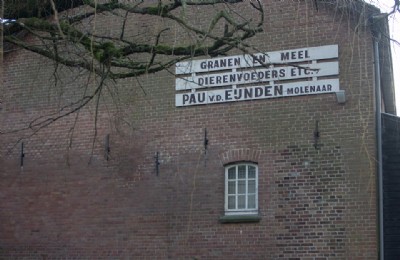 GRANEN EN MEEL
DIERENVOEDERS ETC..
PAU V.D. EIJNDEN MOLENAAR